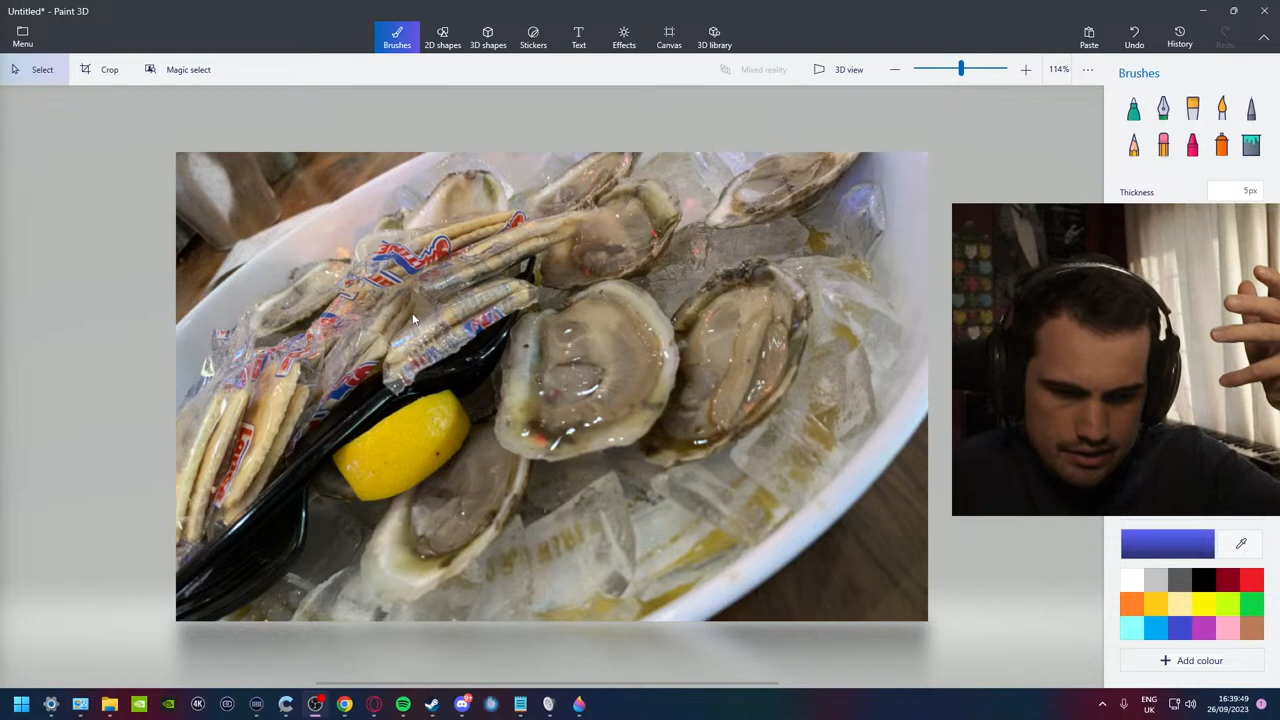 Untitled* - Paint 3D
Menu
Brushes
2D shapes
3D shapes
Stickers
Text
Effects
Canvas
3D library
Paste
Undo
History
Redo
Select
Crop
Magic select
Mixed reality
3D view
114%
Brushes
Thickness
5px
Add colour
9+
ENG
UK
16:39:49
26/09/2023